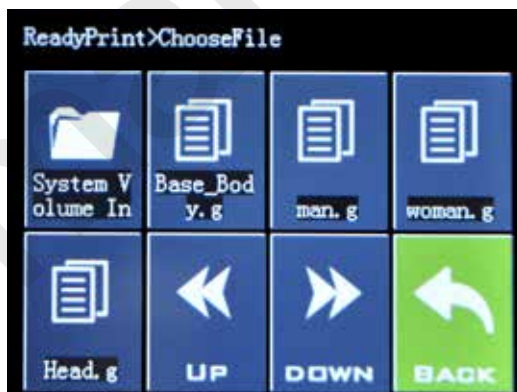 ReadyPrint>ChooseFile
System V
olume In
Base_Bod
y.g
man.g
woman.g
Head.g
UP
DOWN
BACK